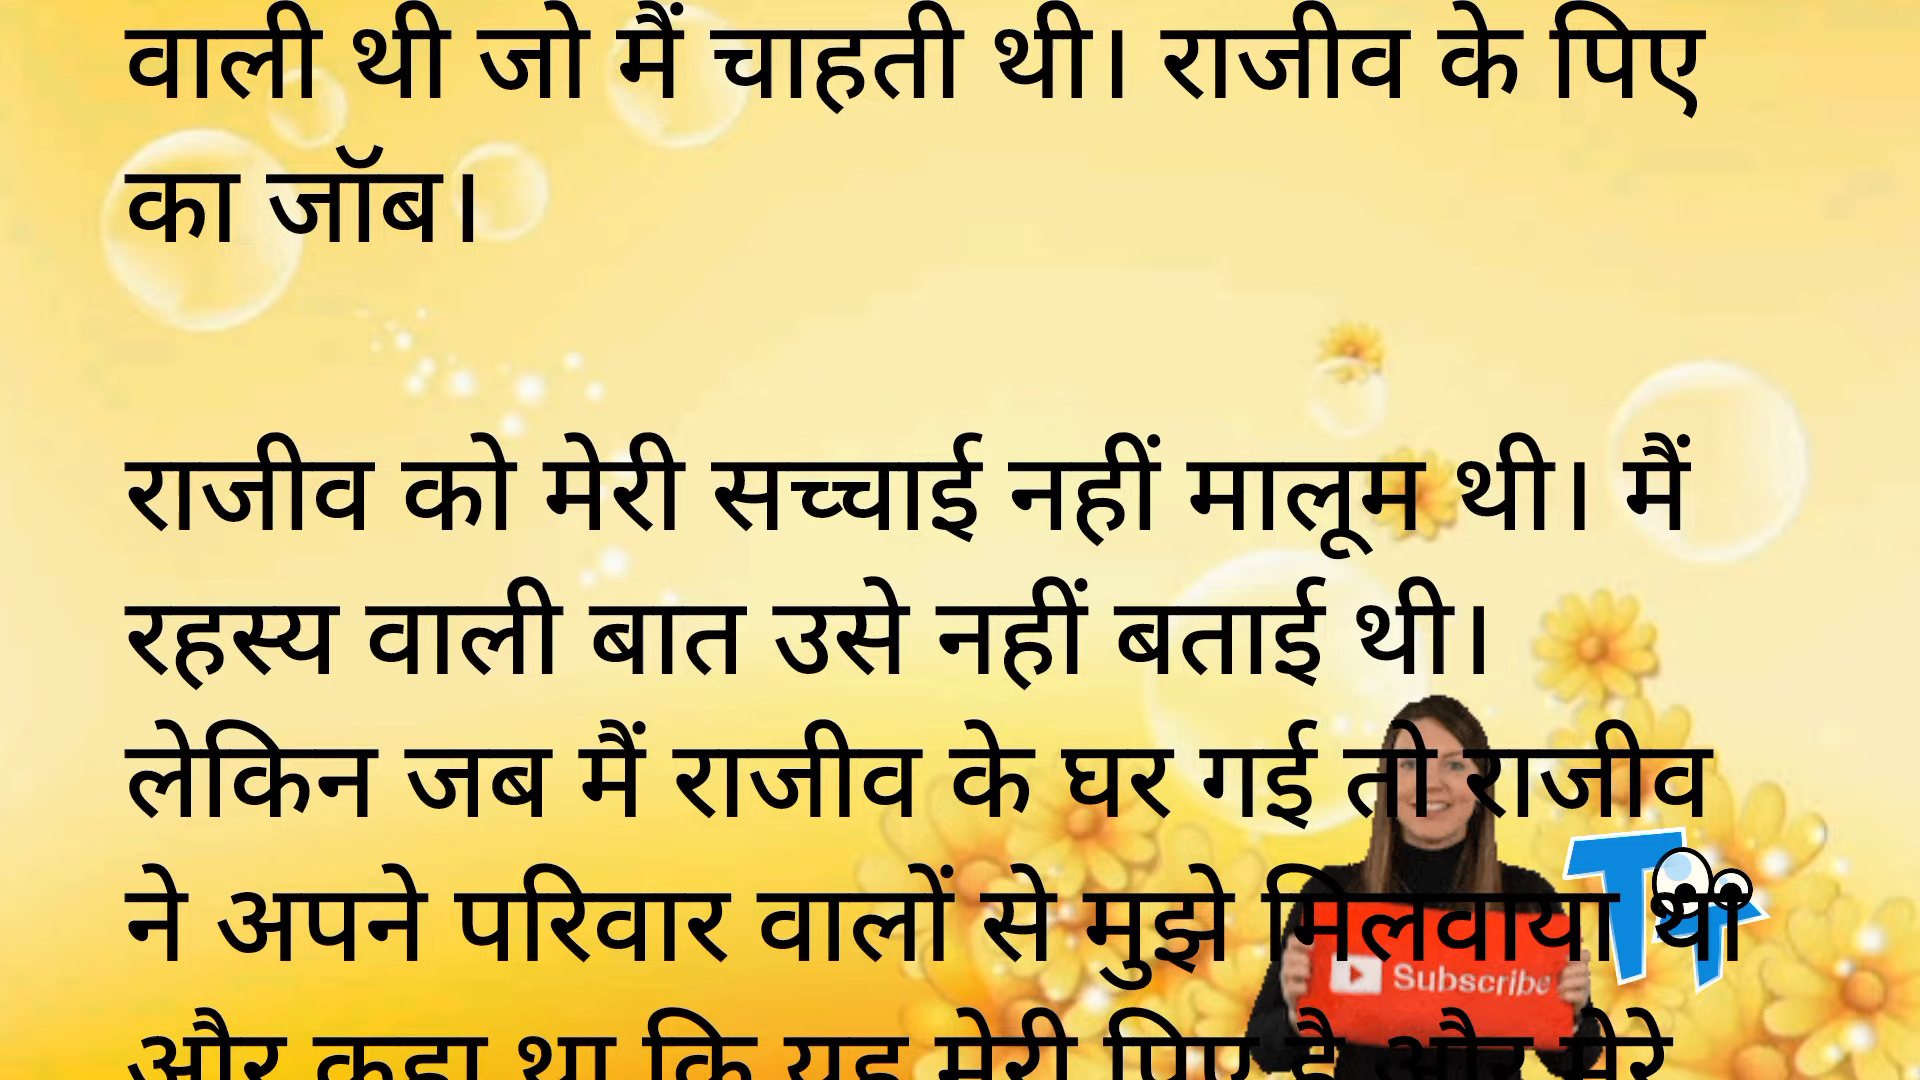 वाली थी जो मैं चाहती थी। राजीव के पिए
का जॉब।
राजीव को मेरी सच्चाई नहीं मालूम थी। मैं
रहस्य वाली बात उसे नहीं बताई थी।
लेकिन जब मैं राजीव के घर गई तो राजीव
ने अपने परिवार वालों से मुझे मिलवाया था
Subscribe
और कहा था कि यह मेरी पिए है और मेरे